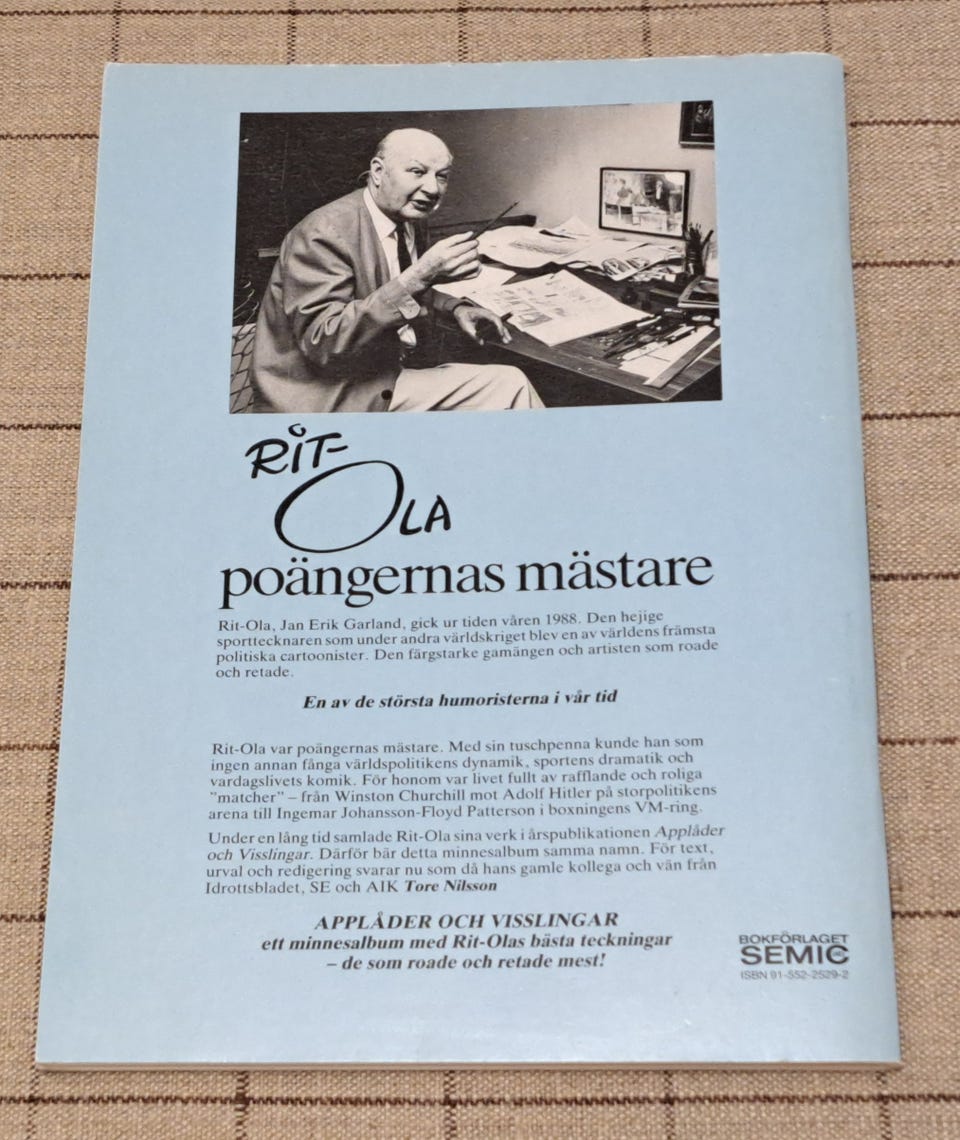 RIT-
OLA
poängernas mästare
Rit-Ola, Jan Erik Garland, gick ur tiden våren 1988. Den hejige
sporttecknaren som under andra världskriget blev en av världens främsta
politiska cartoonister. Den färgstarke gamängen och artisten som roade
och retade.
En av de största humoristerna i vår tid
Rit-Ola var poängernas mästare. Med sin tuschpenna kunde han som
ingen annan fånga världspolitikens dynamik, sportens dramatik och
vardagslivets komik. För honom var livet fullt av rafflande och roliga
"matcher" – från Winston Churchill mot Adolf Hitler på storpolitikens
arena till Ingemar Johansson-Floyd Patterson i boxningens VM-ring.
Under en lång tid samlade Rit-Ola sina verk i årspublikationen Applåder
och Visslingar. Därför bär detta minnesalbum samma namn. För text,
urval och redigering svarar nu som då hans gamle kollega och vän från
Idrottsbladet, SE och AIK Tore Nilsson
APPLÅDER OCH VISSLINGAR
ett minnesalbum med Rit-Olas bästa teckningar
– de som roade och retade mest!
BOKFÖRLAGET
SEMIC
ISBN 91-552-2529-2